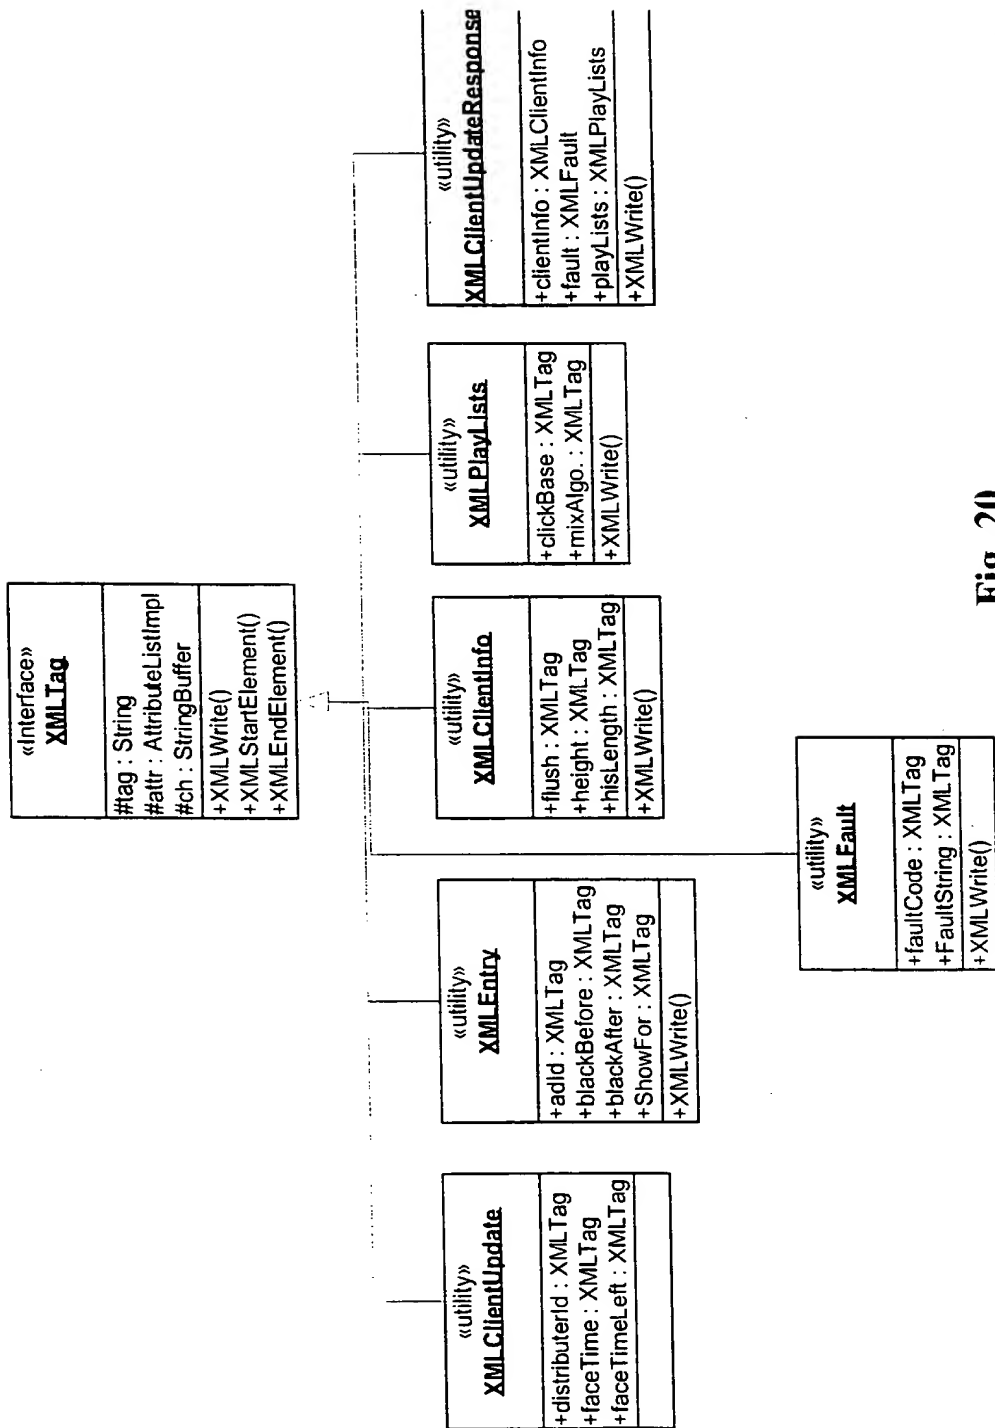 «Interface»
XMLTag
#tag : String
#attr : AttributeListImpl
#ch : StringBuffer
+XMLWrite()
+XMLStartElement()
+XMLEndElement()
«utility»
XMLClientUpdate
+distributerId : XMLTag
+faceTime : XMLTag
+faceTimeLeft : XMLTag
«utility»
XMLEntry
+adId : XMLTag
+blackBefore : XMLTag
+blackAfter : XMLTag
+ShowFor : XMLTag
+XMLWrite()
«utility»
XMLClientInfo
+flush : XMLTag
+height : XMLTag
+hisLength : XMLTag
+XMLWrite()
«utility»
XMLPlayLists
+clickBase : XMLTag
+mixAlgo. : XMLTag
+XMLWrite()
«utility»
XMLClientUpdateResponse
+clientInfo : XMLClientInfo
+fault : XMLFault
+playLists : XMLPlayLists
+XMLWrite()
«utility»
XMLFault
+faultCode : XMLTag
+FaultString : XMLTag
+XMLWrite()
Fig. 20